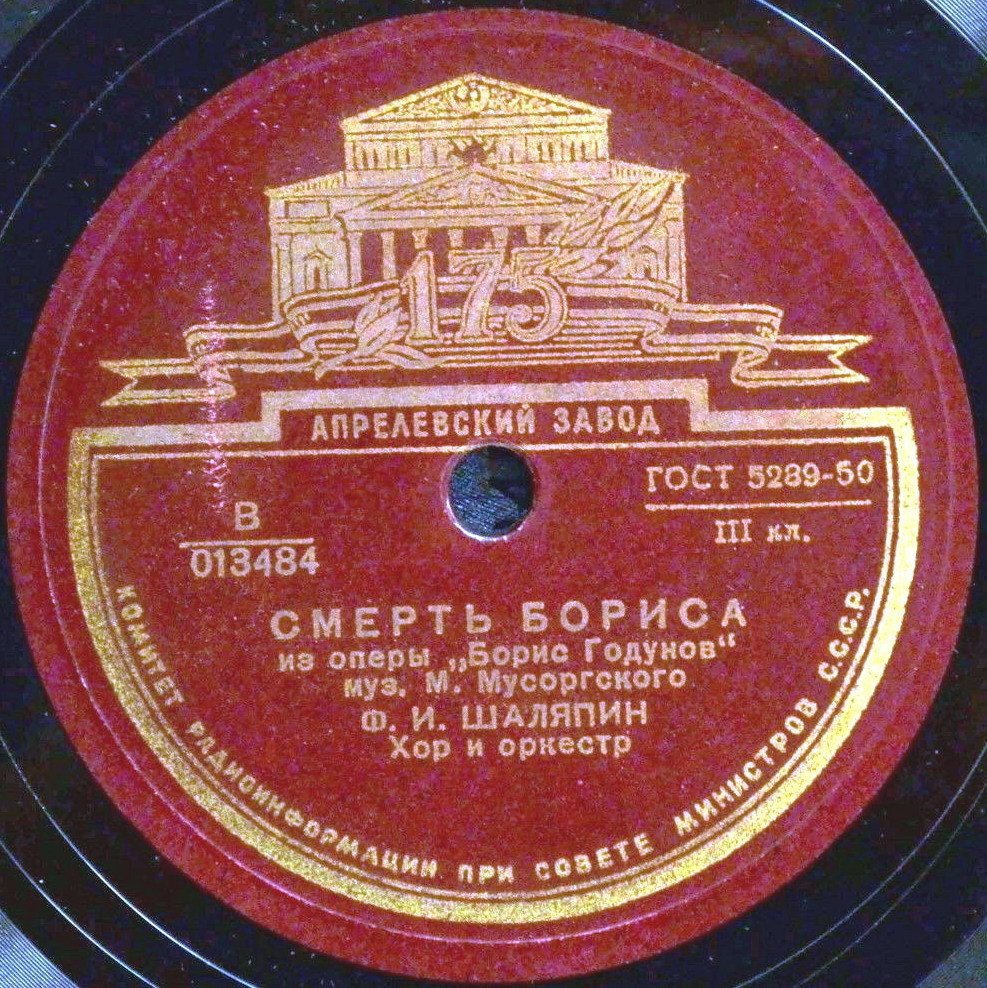 175
АПРЕЛЕВСКИЙ ЗАВОД
ГОСТ 5289-50
III кл.
В
013484
СМЕРТЬ БОРИСА
из оперы „Борис Годунов"
муз. М. Мусоргского
Ф. И. ШАЛЯПИН
Хор и оркестр
КОМИТЕТ РАДИОИНФОРМАЦИИ ПРИ СОВЕТЕ МИНИСТРОВ С.С.С.Р.